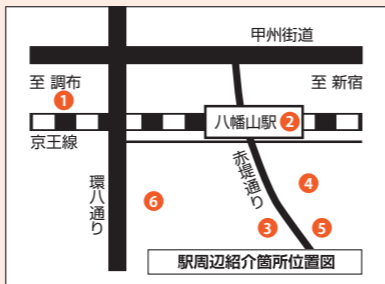 甲州街道
至 調布
至 新宿
1
八幡山駅 2
京王線
環八通り
赤堤通り
4
6
3
5
駅周辺紹介箇所位置図